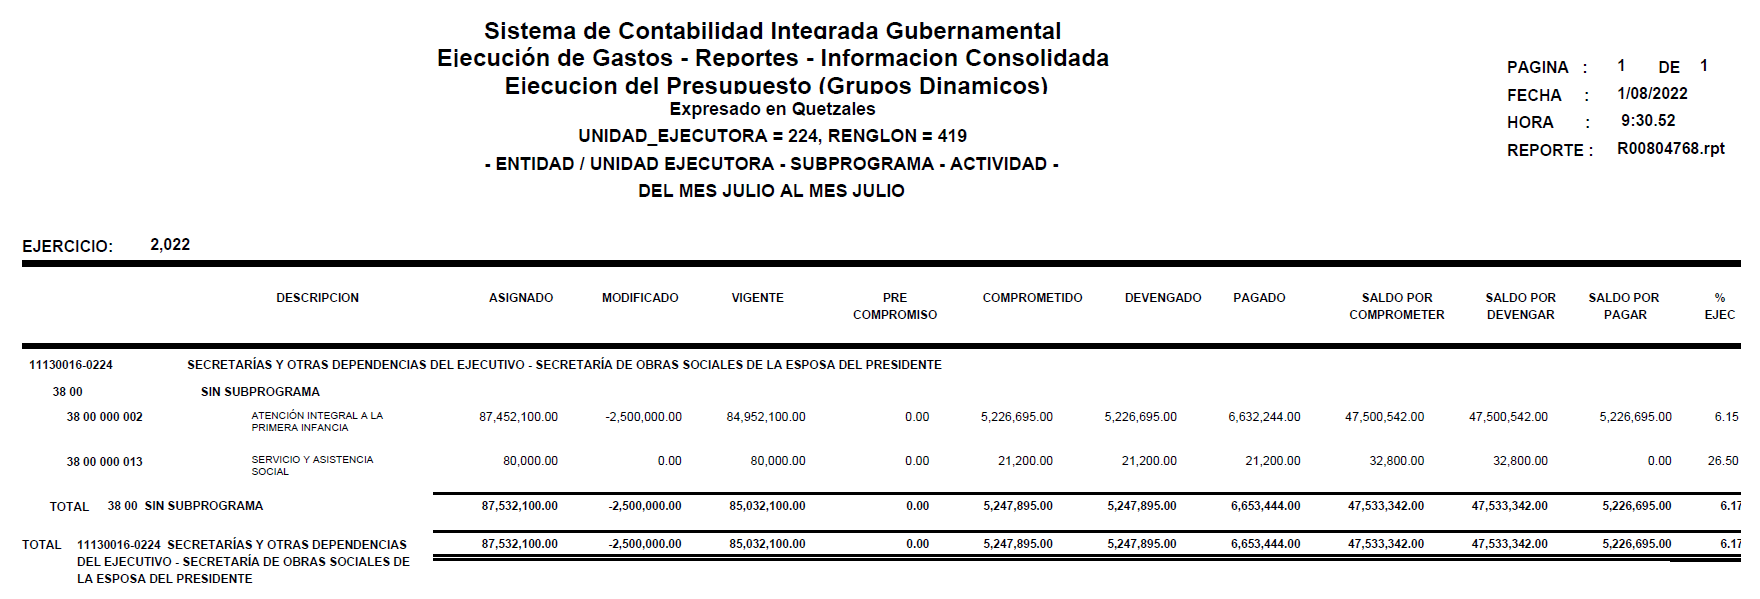 Sistema de Contabilidad Integrada Gubernamental
Ejecución de Gastos - Reportes - Informacion Consolidada
Ejecucion del Presupuesto (Grupos Dinamicos)
Expresado en Quetzales
UNIDAD_EJECUTORA = 224, RENGLON = 419
- ENTIDAD / UNIDAD EJECUTORA - SUBPROGRAMA - ACTIVIDAD -
DEL MES JULIO AL MES JULIO
PAGINA : 1 DE 1
FECHA : 1/08/2022
HORA : 9:30.52
REPORTE : R00804768.rpt
EJERCICIO: 2,022
DESCRIPCION ASIGNADO MODIFICADO VIGENTE PRE COMPROMETIDO DEVENGADO PAGADO SALDO POR SALDO POR SALDO POR %
COMPROMISO COMPROMETER DEVENGAR PAGAR EJEC
11130016-0224 SECRETARÍAS Y OTRAS DEPENDENCIAS DEL EJECUTIVO - SECRETARÍA DE OBRAS SOCIALES DE LA ESPOSA DEL PRESIDENTE
38 00 SIN SUBPROGRAMA
38 00 000 002 ATENCIÓN INTEGRAL A LA 87,452,100.00 -2,500,000.00 84,952,100.00 0.00 5,226,695.00 5,226,695.00 6,632,244.00 47,500,542.00 47,500,542.00 5,226,695.00 6.15
PRIMERA INFANCIA
38 00 000 013 SERVICIO Y ASISTENCIA 80,000.00 0.00 80,000.00 0.00 21,200.00 21,200.00 21,200.00 32,800.00 32,800.00 0.00 26.50
SOCIAL
TOTAL 38 00 SIN SUBPROGRAMA 87,532,100.00 -2,500,000.00 85,032,100.00 0.00 5,247,895.00 5,247,895.00 6,653,444.00 47,533,342.00 47,533,342.00 5,226,695.00 6.17
TOTAL 11130016-0224 SECRETARÍAS Y OTRAS DEPENDENCIAS 87,532,100.00 -2,500,000.00 85,032,100.00 0.00 5,247,895.00 5,247,895.00 6,653,444.00 47,533,342.00 47,533,342.00 5,226,695.00 6.17
DEL EJECUTIVO - SECRETARÍA DE OBRAS SOCIALES DE
LA ESPOSA DEL PRESIDENTE